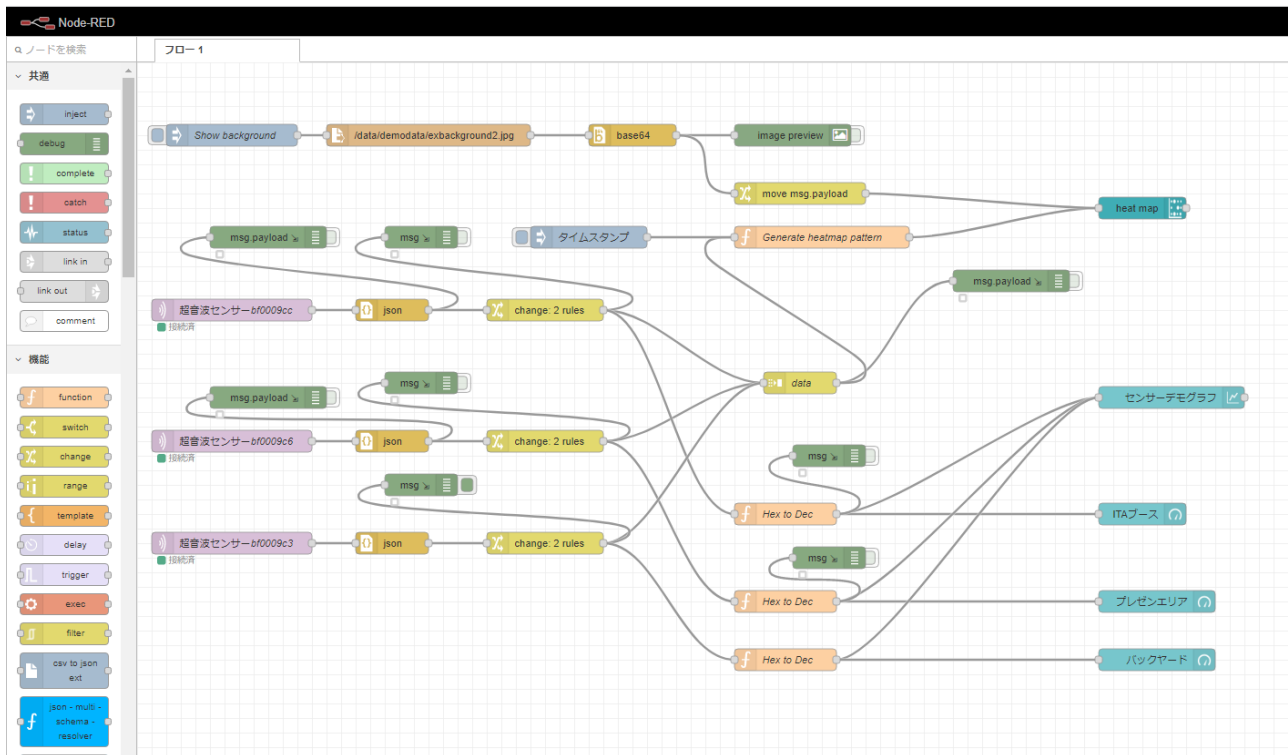 Node-RED
ノードを検索
フロー 1
共通
inject
debug
complete
catch
status
link in
link out
comment
機能
function
switch
change
range
template
delay
trigger
exec
filter
csv to json
ext
json - multi -
schema -
resolver
Show background
/data/demodata/exbackground2.jpg
base64
image preview
move msg.payload
heat map
msg.payload
msg
タイムスタンプ
Generate heatmap pattern
msg.payload
超音波センサーbf0009cc
json
change: 2 rules
接続済
msg
data
msg.payload
センサーデモグラフ
超音波センサーbf0009c6
json
change: 2 rules
接続済
msg
msg
Hex to Dec
ITAブース
超音波センサーbf0009c3
json
change: 2 rules
接続済
msg
Hex to Dec
プレゼンエリア
Hex to Dec
バックヤード